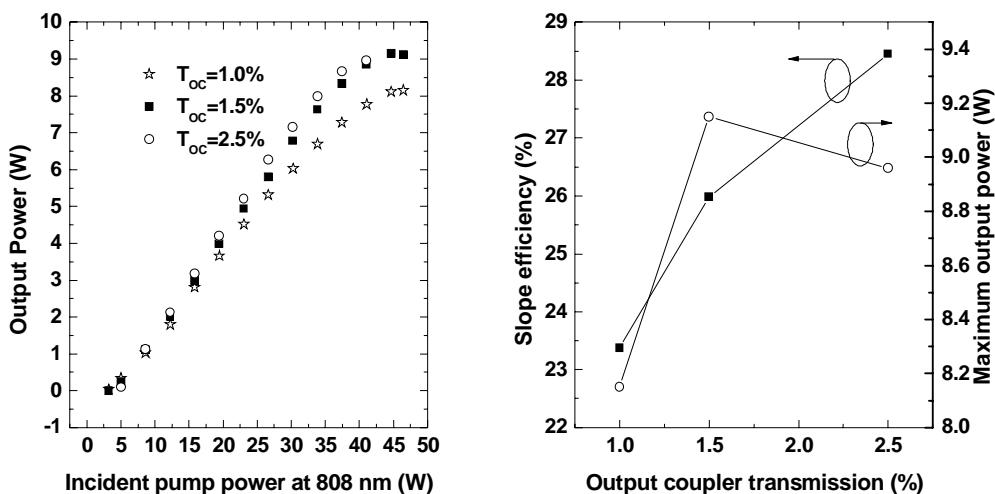 Output Power (W)
10
9
8
7
6
5
4
3
2
1
0
-1
T_OC=1.0%
T_OC=1.5%
T_OC=2.5%
0 5 10 15 20 25 30 35 40 45 50
Incident pump power at 808 nm (W)
Slope efficiency (%)
29
28
27
26
25
24
23
22
1.0 1.5 2.0 2.5
Output coupler transmission (%)
9.4
9.2
9.0
8.8
8.6
8.4
8.2
8.0
Maximum output power (W)